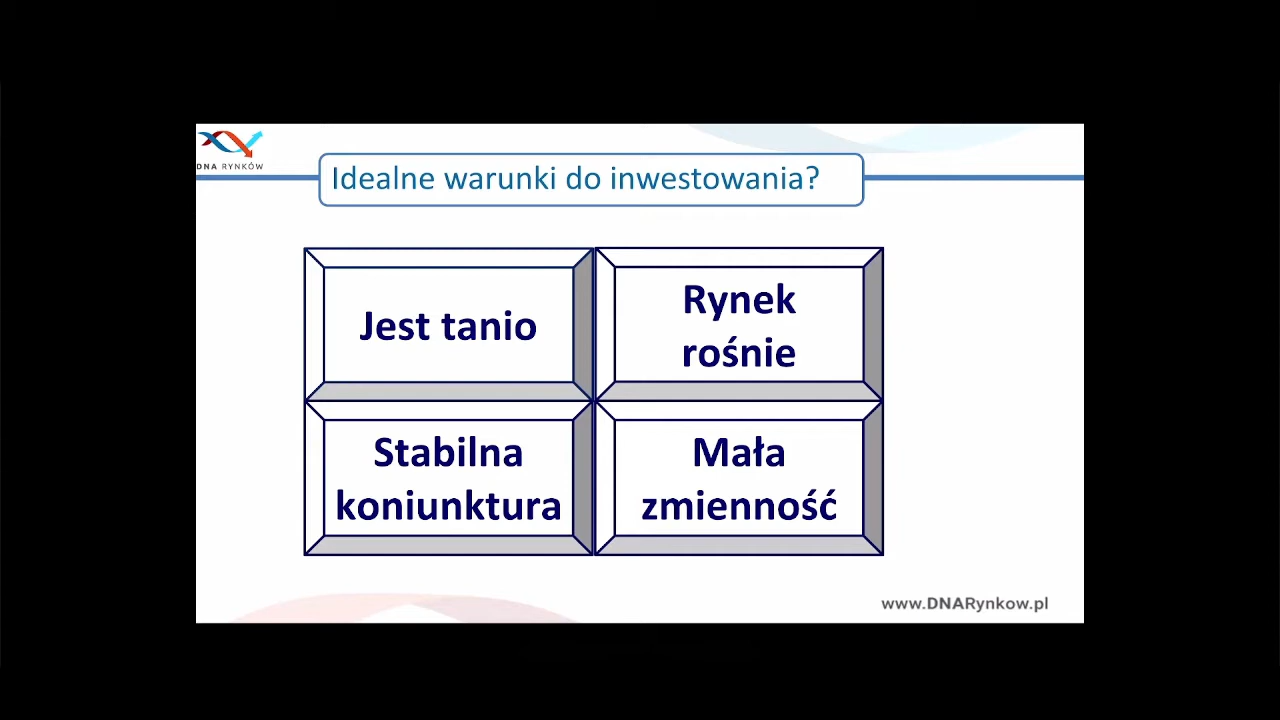 DNA RYNKÓW
Idealne warunki do inwestowania?
Jest tanio
Rynek
rośnie
Stabilna
koniunktura
Mała
zmienność
www.DNARynkow.pl